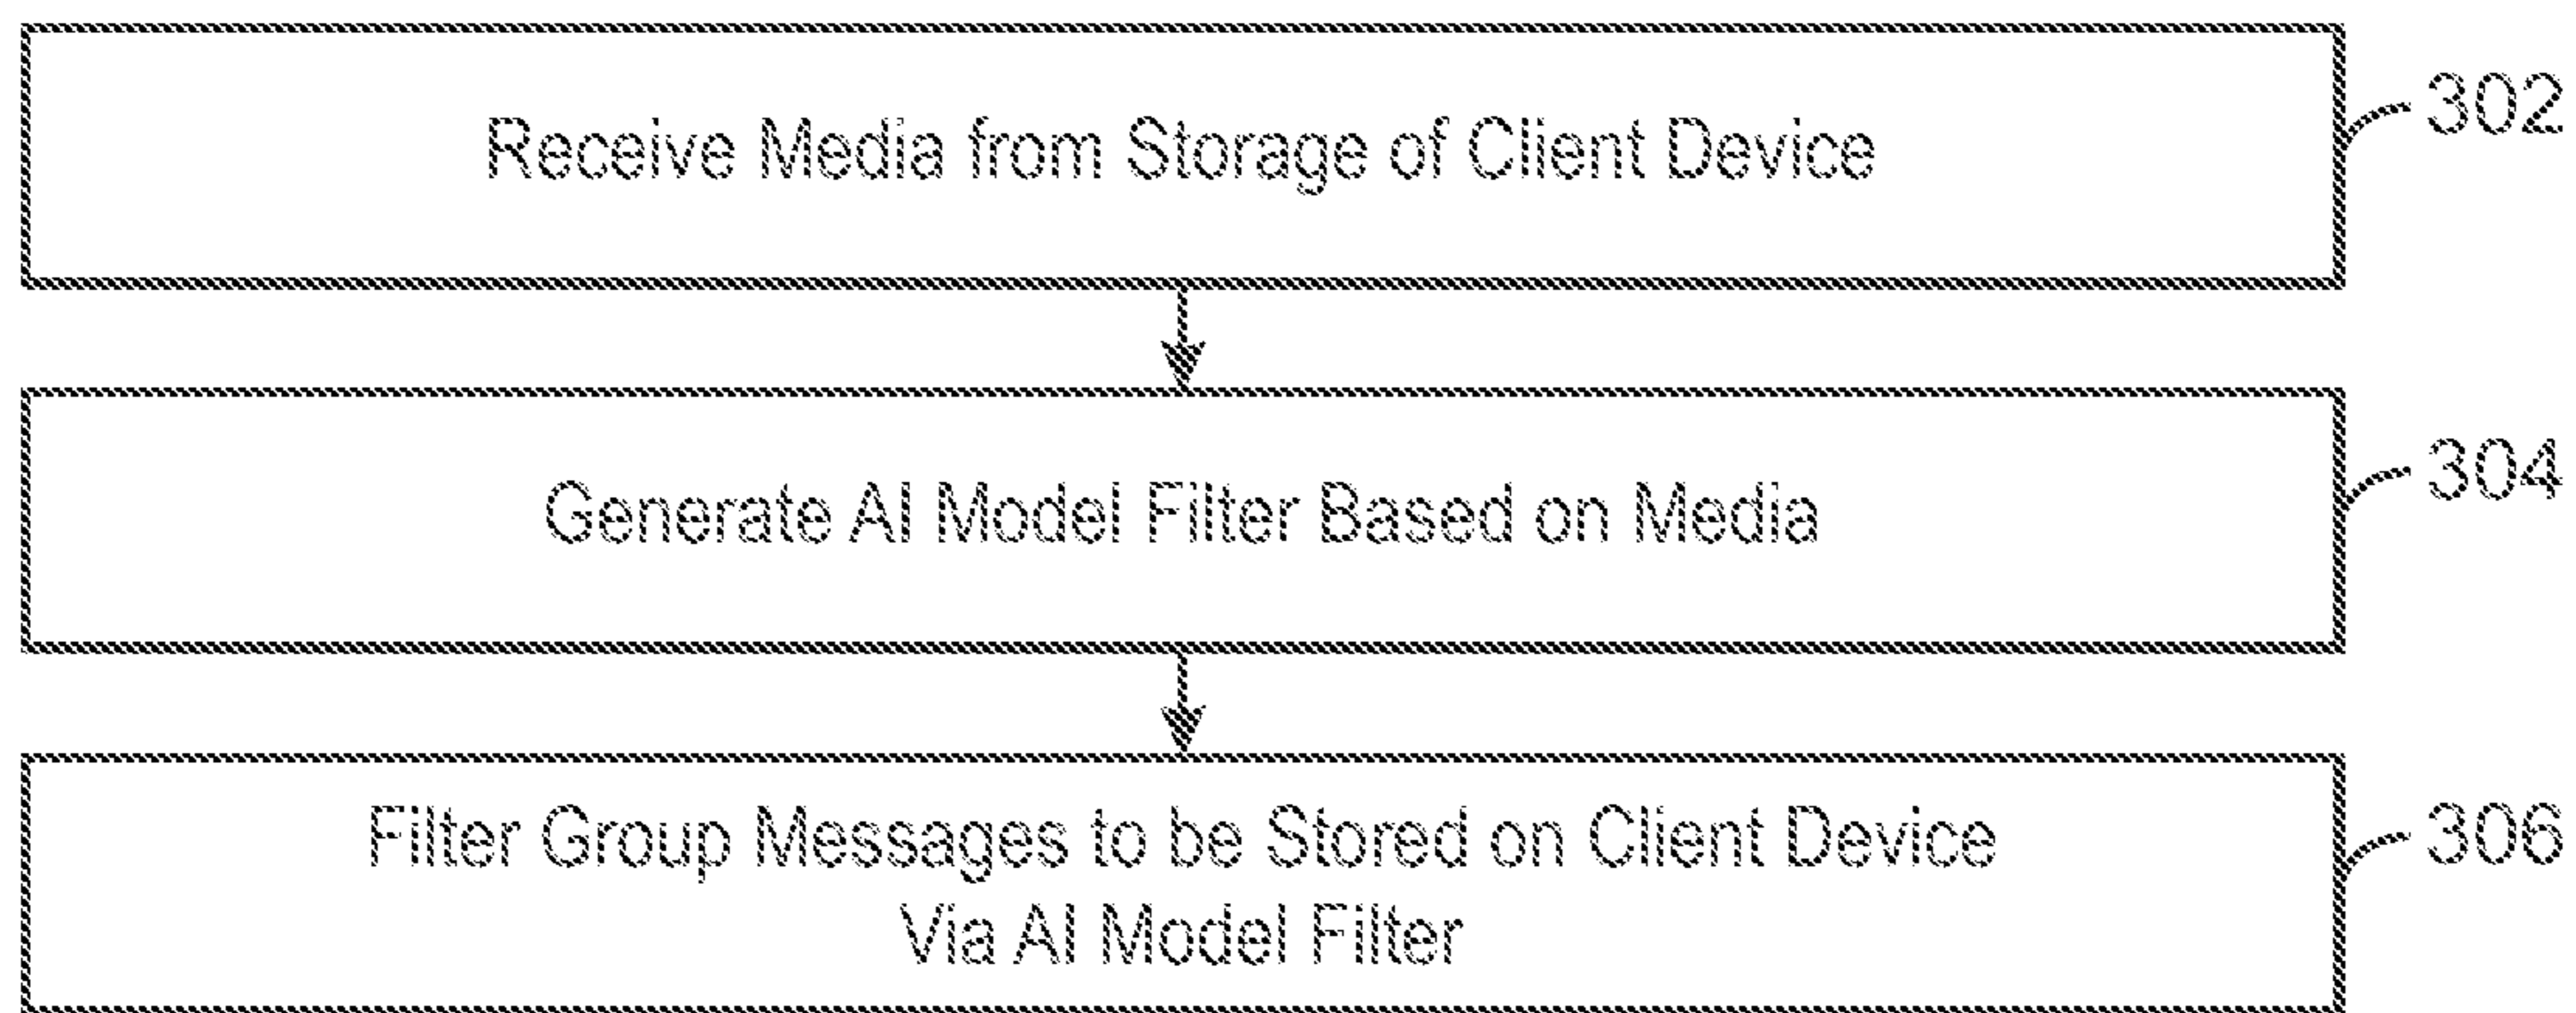 Receive Media from Storage of Client Device
302
Generate AI Model Filter Based on Media
304
Filter Group Messages to be Stored on Client Device
Via AI Model Filter
306